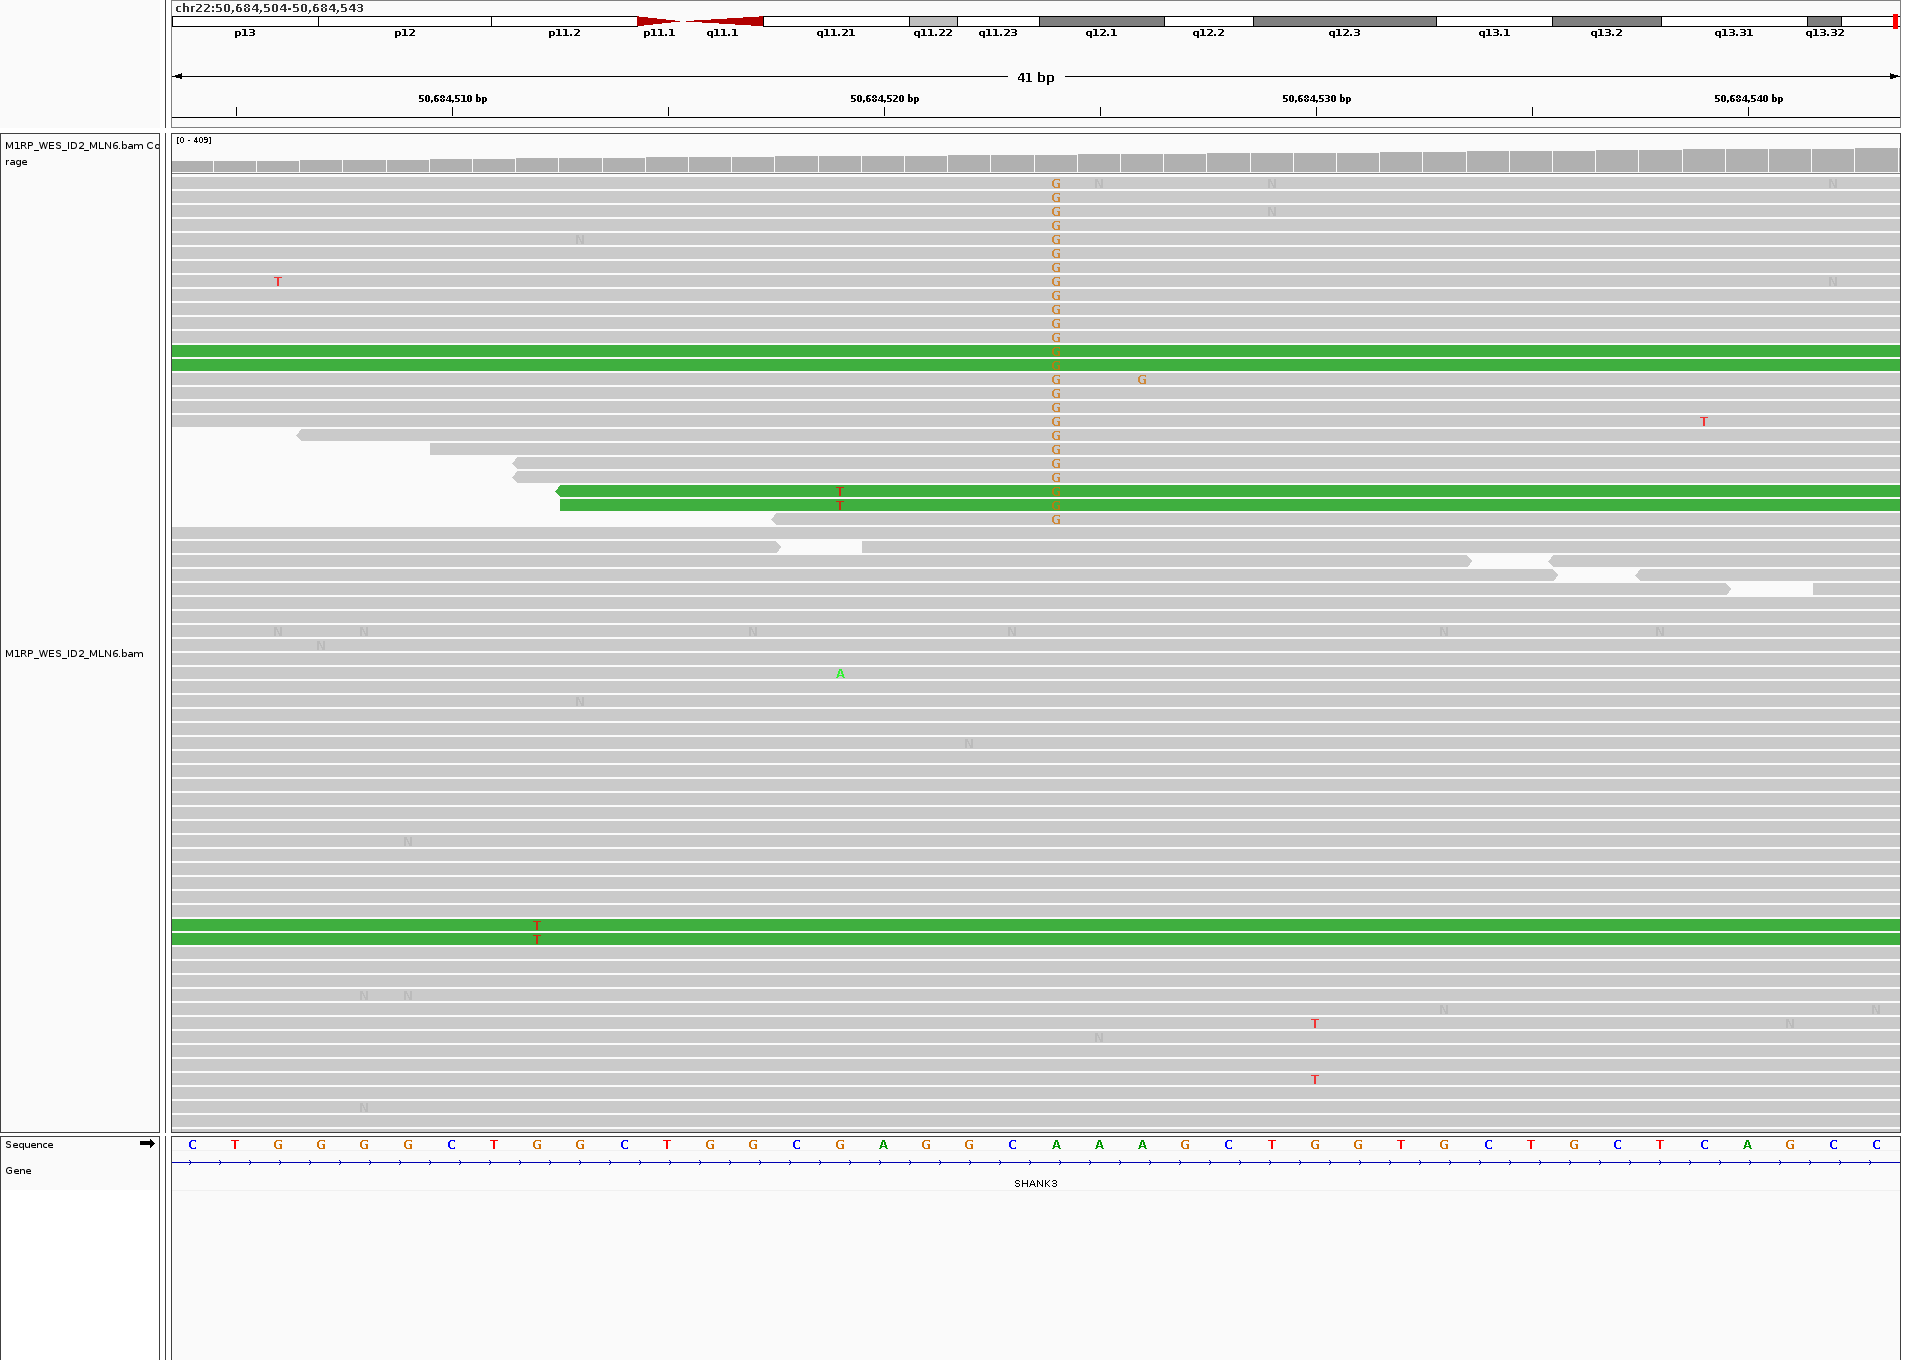 chr22:50,684,504-50,684,543
p13 p12 p11.2 p11.1 q11.1 q11.21 q11.22 q11.23 q12.1 q12.2 q12.3 q13.1 q13.2 q13.31 q13.32
41 bp
50,684,510 bp 50,684,520 bp 50,684,530 bp 50,684,540 bp
M1RP_WES_ID2_MLN6.bam Co
rage
[0 - 409]
G N N N
G
G N
G
N G
G
G
T G N
G
G
G
G
G
G
G G
G
G
G T
G
G
G
G
T G
T G
G
N N N N N N
N
M1RP_WES_ID2_MLN6.bam
A
N
N
N
T
T
N N
N N
T N
N
T
N
Sequence C T G G G G C T G G C T G G C G A G G C A A A G C T G G T G C T G C T C A G C C
Gene
SHANK3